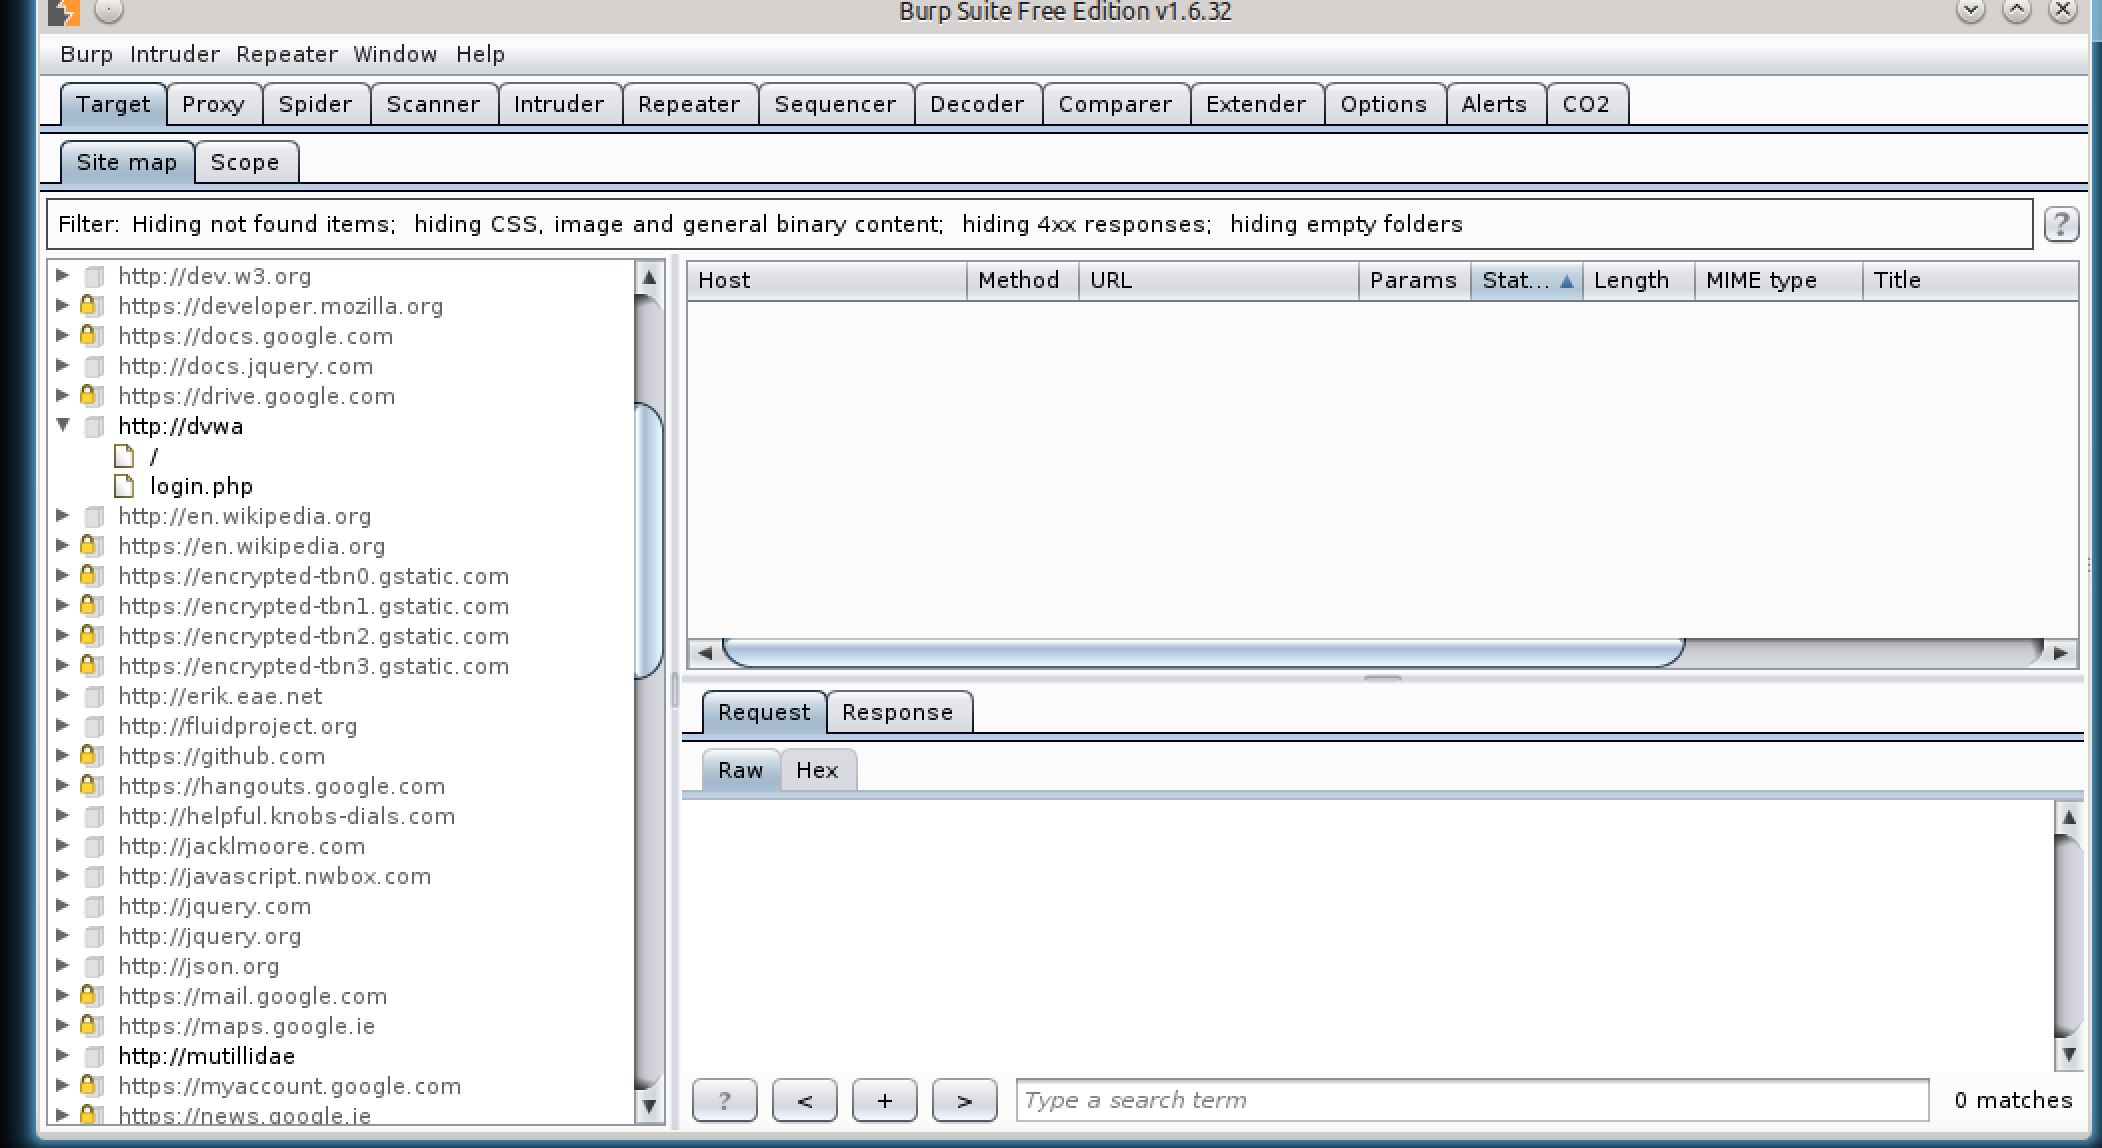 Burp Suite Free Edition v1.6.32
Burp Intruder Repeater Window Help
Target Proxy Spider Scanner Intruder Repeater Sequencer Decoder Comparer Extender Options Alerts CO2
Site map Scope
Filter: Hiding not found items; hiding CSS, image and general binary content; hiding 4xx responses; hiding empty folders ?
http://dev.w3.org
https://developer.mozilla.org
https://docs.google.com
http://docs.jquery.com
https://drive.google.com
http://dvwa
/
login.php
http://en.wikipedia.org
https://en.wikipedia.org
https://encrypted-tbn0.gstatic.com
https://encrypted-tbn1.gstatic.com
https://encrypted-tbn2.gstatic.com
https://encrypted-tbn3.gstatic.com
http://erik.eae.net
http://fluidproject.org
https://github.com
https://hangouts.google.com
http://helpful.knobs-dials.com
http://jacklmoore.com
http://javascript.nwbox.com
http://jquery.com
http://jquery.org
http://json.org
https://mail.google.com
https://maps.google.ie
http://mutillidae
https://myaccount.google.com
https://news.google.ie
Host Method URL Params Stat... Length MIME type Title
Request Response
Raw Hex
? < + > Type a search term 0 matches